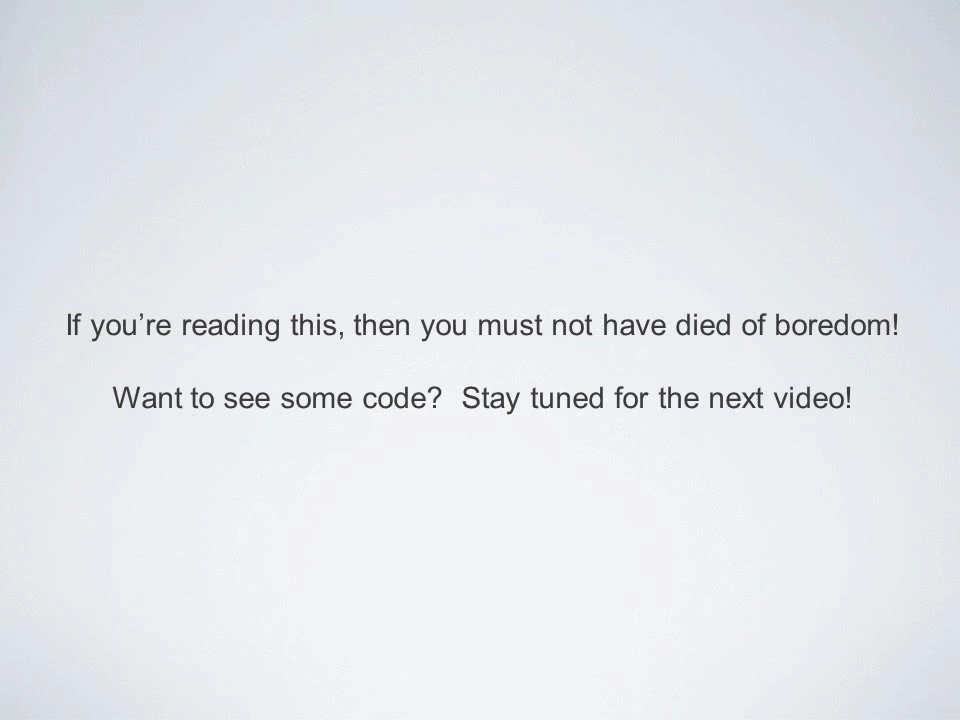 If you’re reading this, then you must not have died of boredom!
Want to see some code?  Stay tuned for the next video!